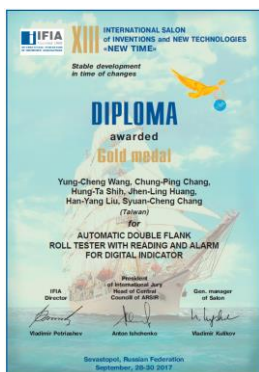 IFIA
XIII
INTERNATIONAL SALON
of INVENTIONS and NEW TECHNOLOGIES
«NEW TIME»
Stable development
in time of changes
DIPLOMA
awarded
Gold medal
Yung-Cheng Wang, Chung-Ping Chang,
Hung-Ta Shih, Jhen-Ling Huang,
Han-Yang Liu, Syuan-Cheng Chang
(Taiwan)
for
AUTOMATIC DOUBLE FLANK
ROLL TESTER WITH READING AND ALARM
FOR DIGITAL INDICATOR
IFIA
Director
President
of International Jury
Head of Central
Council of ARSIR
Gen. manager
of Salon
Vladimir Petriashev
Anton Ishchenko
Vladimir Kulikov
Sevastopol, Russian Federation
September, 28-30 2017